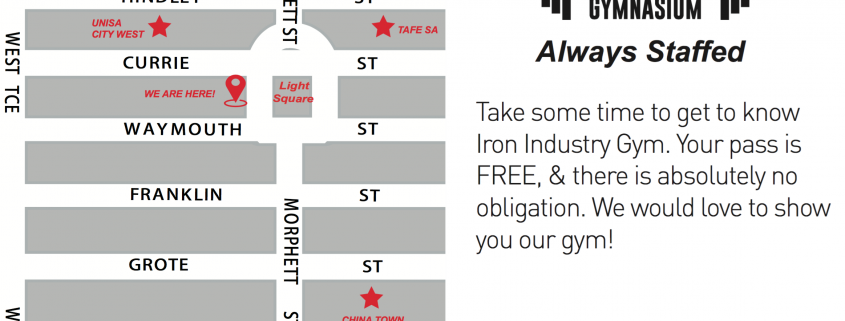 HINDLEY ST
UNISA
CITY WEST
TAFE SA
ETT ST
WEST TCE
CURRIE ST
WE ARE HERE!
Light
Square
WAYMOUTH ST
FRANKLIN ST
MORPHETT S
GROTE ST
CHINA TOWN
W
GYMNASIUM
Always Staffed
Take some time to get to know
Iron Industry Gym. Your pass is
FREE, & there is absolutely no
obligation. We would love to show
you our gym!